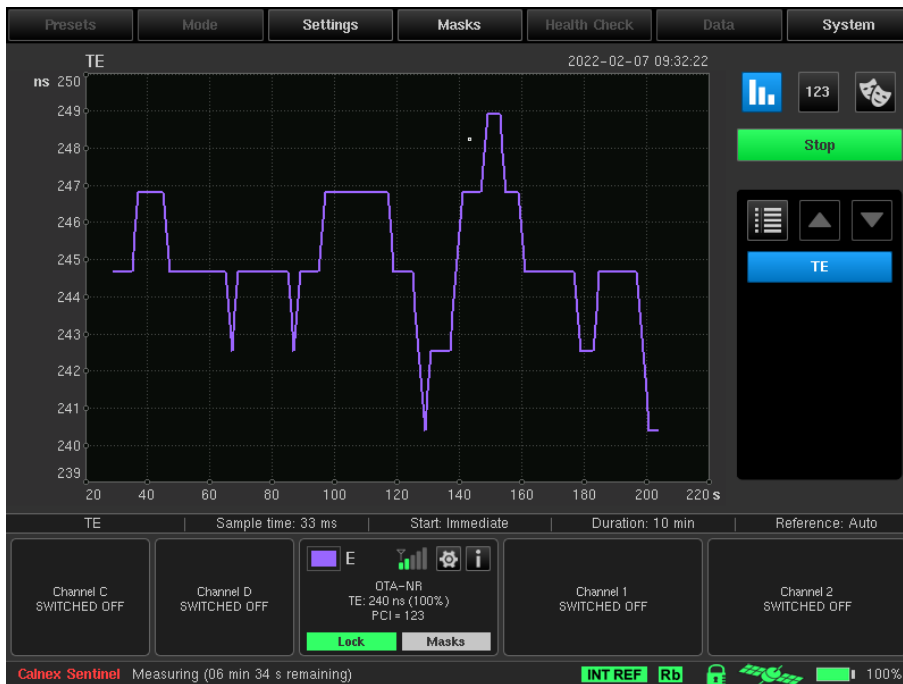 Presets Mode Settings Masks Health Check Data System
TE 2022-02-07 09:32:22
ns 250
249
248
247
246
245
244
243
242
241
240
239
20 40 60 80 100 120 140 160 180 200 220 s
123
Stop
TE
TE | Sample time: 33 ms | Start: Immediate | Duration: 10 min | Reference: Auto
Channel C
SWITCHED OFF
Channel D
SWITCHED OFF
E
OTA-NR
TE: 240 ns (100%)
PCI = 123
Lock Masks
Channel 1
SWITCHED OFF
Channel 2
SWITCHED OFF
Calnex Sentinel Measuring (06 min 34 s remaining) INT REF Rb 100%